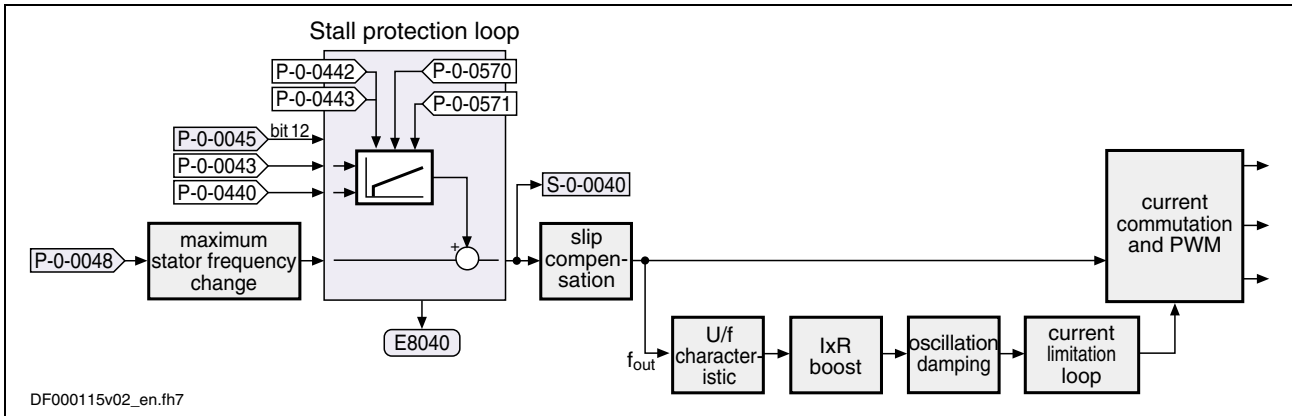 Stall protection loop
P-0-0442
P-0-0570
P-0-0443
P-0-0571
P-0-0045
bit 12
P-0-0043
P-0-0440
S-0-0040
P-0-0048
maximum
stator frequency
change
+
slip
compen-
sation
current
commutation
and PWM
E8040
fout
U/f
character-
istic
IxR
boost
oscillation
damping
current
limitation
loop
DF000115v02_en.fh7